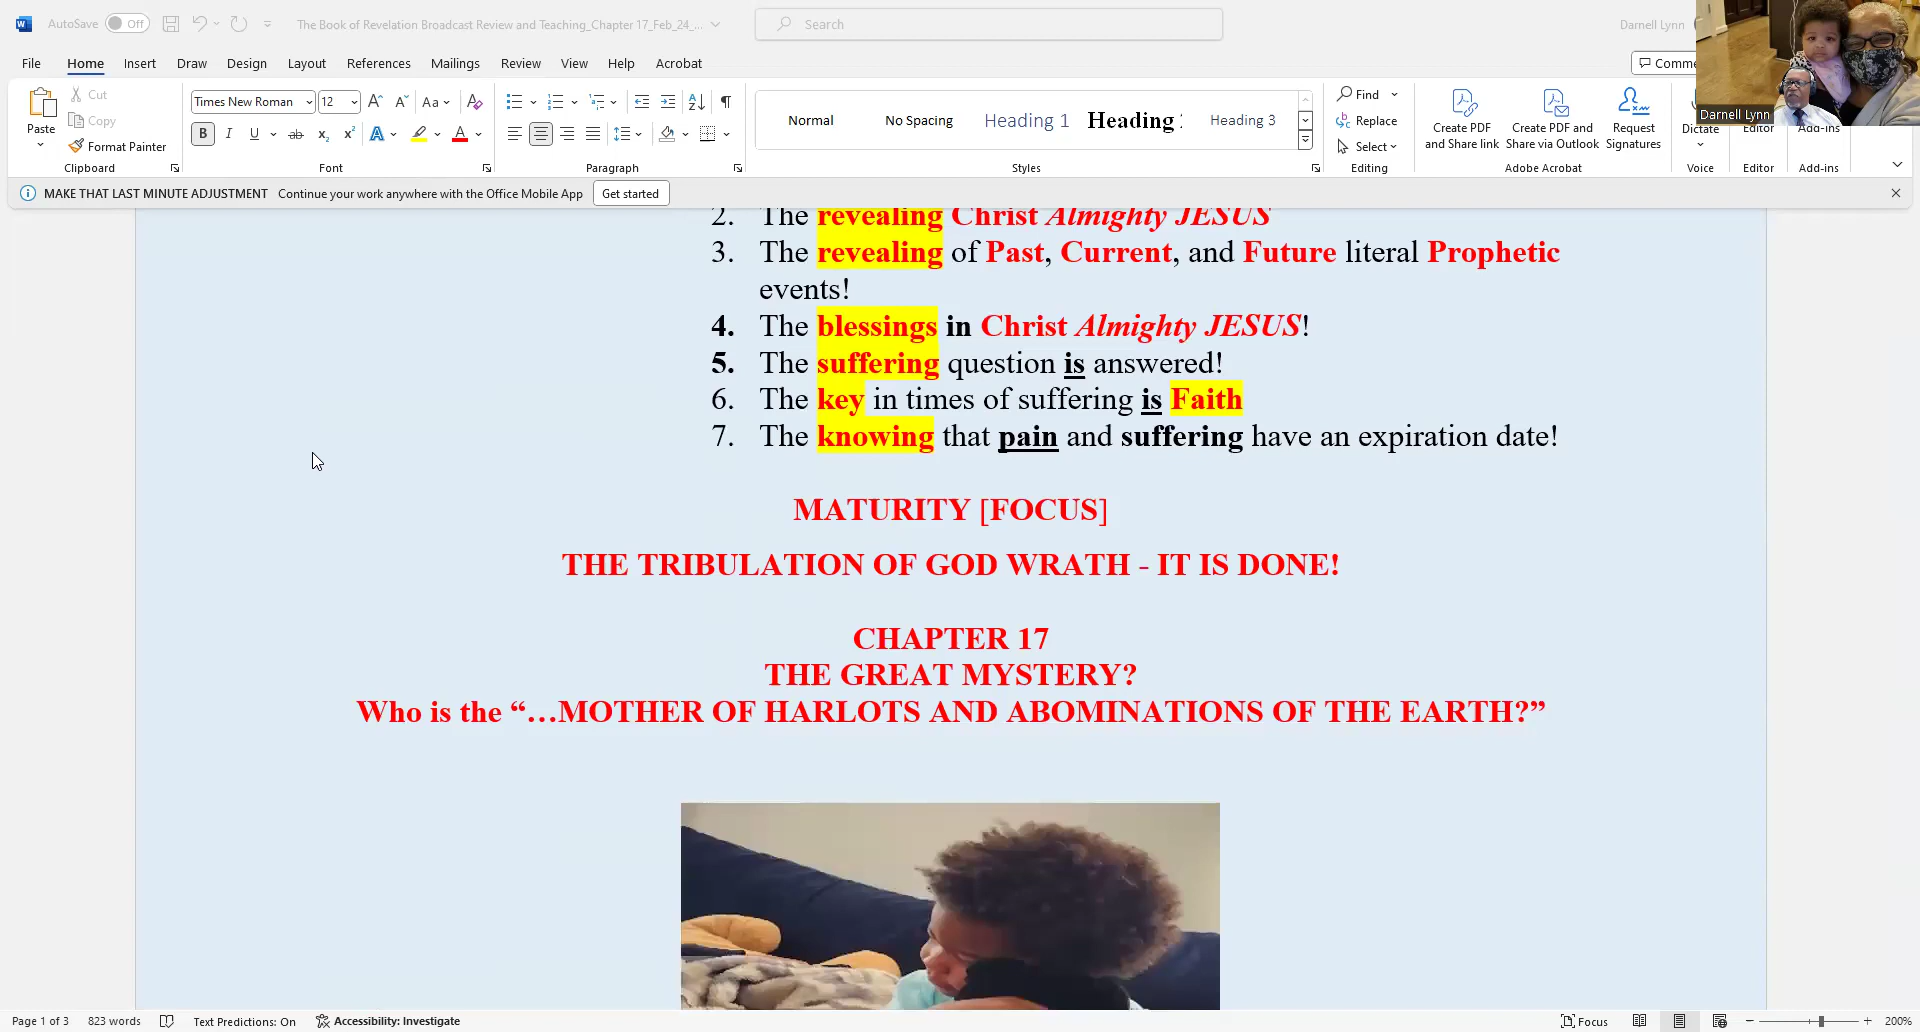 AutoSave Off The Book of Revelation Broadcast Review and Teaching_Chapter 17_Feb_24_... Search Darnell Lynn
File Home Insert Draw Design Layout References Mailings Review View Help Acrobat Comme
Darnell Lynn
Paste Cut
Copy
Format Painter
Clipboard
Times New Roman 12
Font
Paragraph
Normal No Spacing Heading 1 Heading Heading 3
Styles
Find
Replace
Select
Editing
Create PDF and Share link
Create PDF and Share via Outlook
Request Signatures
Adobe Acrobat
Dictate
Voice
Editor
Editor
Add-ins
Add-ins
MAKE THAT LAST MINUTE ADJUSTMENT Continue your work anywhere with the Office Mobile App Get started
2. The revealing Christ Almighty JESUS
3. The revealing of Past, Current, and Future literal Prophetic
events!
4. The blessings in Christ Almighty JESUS!
5. The suffering question is answered!
6. The key in times of suffering is Faith
7. The knowing that pain and suffering have an expiration date!
MATURITY [FOCUS]
THE TRIBULATION OF GOD WRATH - IT IS DONE!
CHAPTER 17
THE GREAT MYSTERY?
Who is the “…MOTHER OF HARLOTS AND ABOMINATIONS OF THE EARTH?”
Page 1 of 3 823 words Text Predictions: On Accessibility: Investigate Focus 200%